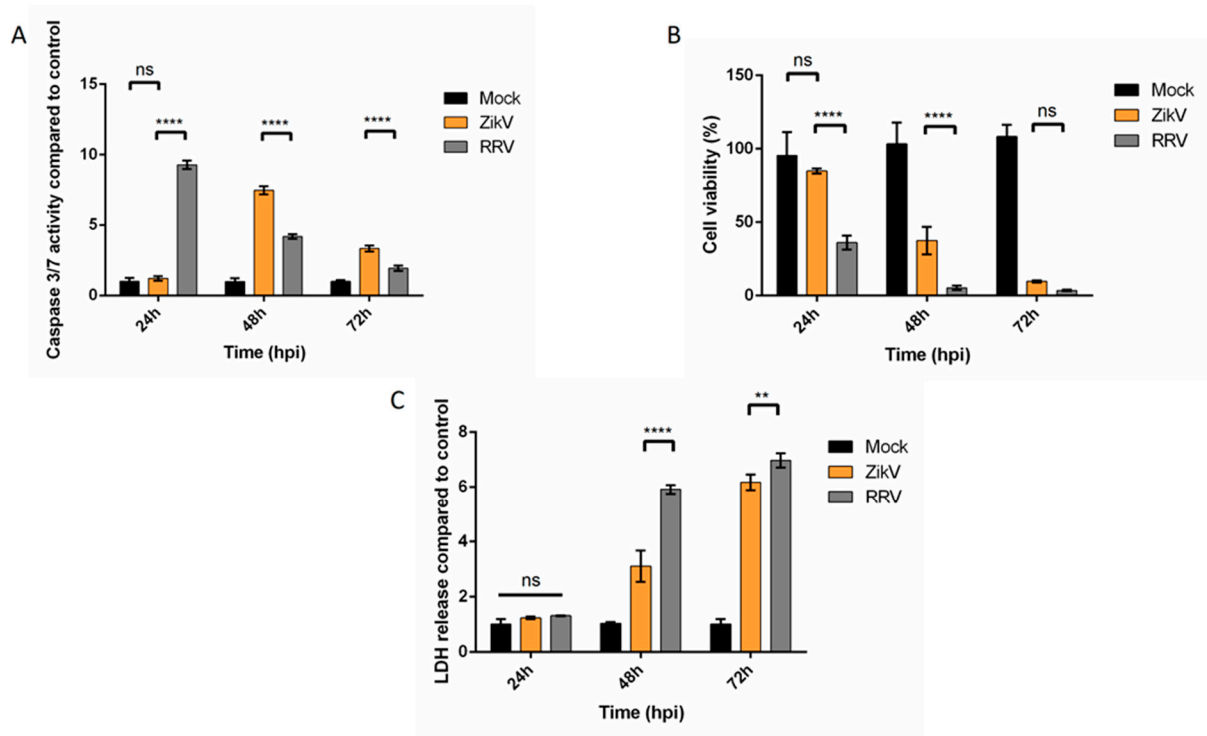 A
Caspase 3/7 activity compared to control
15
10
5
0
ns
****
****
****
24h
48h
72h
Time (hpi)
Mock
ZikV
RRV
B
Cell viability (%)
150
100
50
0
ns
****
****
ns
24h
48h
72h
Time (hpi)
Mock
ZikV
RRV
C
LDH release compared to control
8
6
4
2
0
ns
****
**
24h
48h
72h
Time (hpi)
Mock
ZikV
RRV